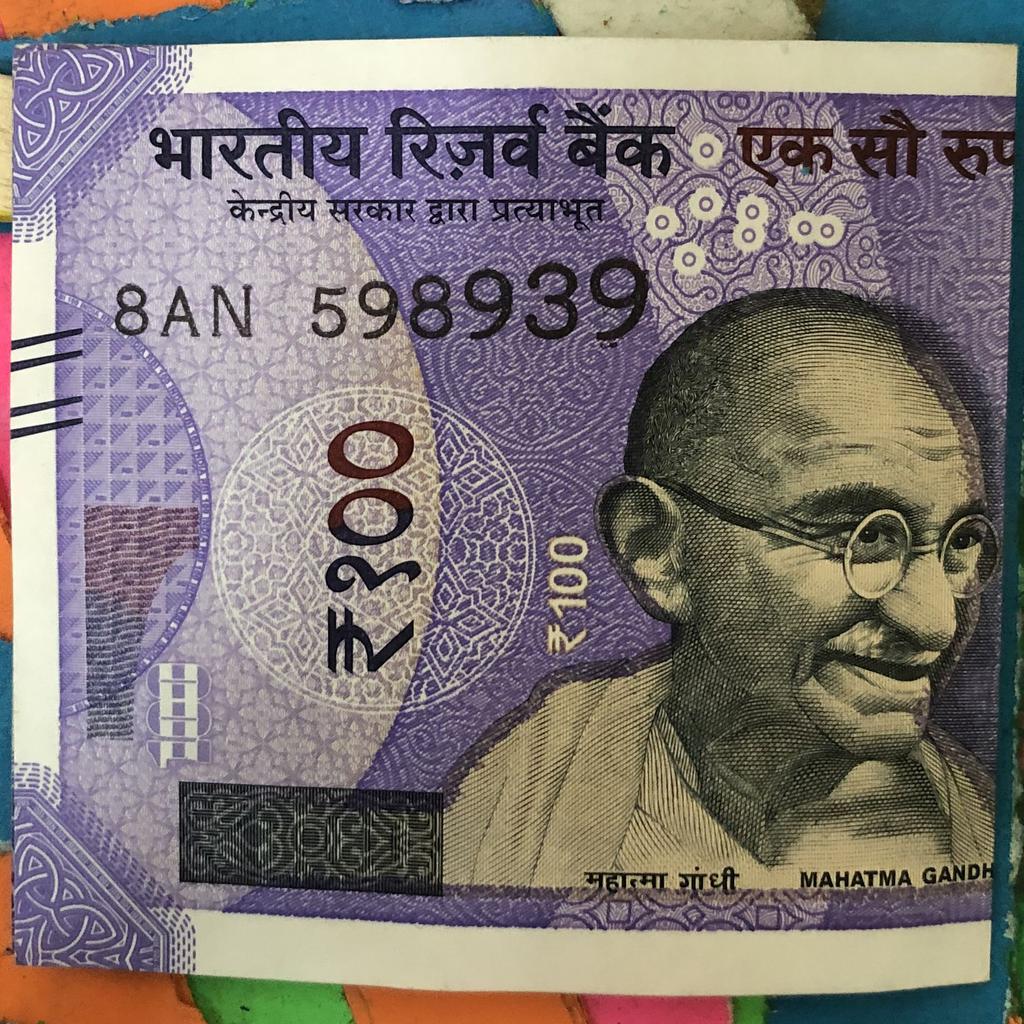 भारतीय रिज़र्व बैंक
एक सौ
केन्द्रीय सरकार द्वारा प्रत्याभूत
8AN 598939
₹१००
₹100
महात्मा गांधी
MAHATMA GANDH